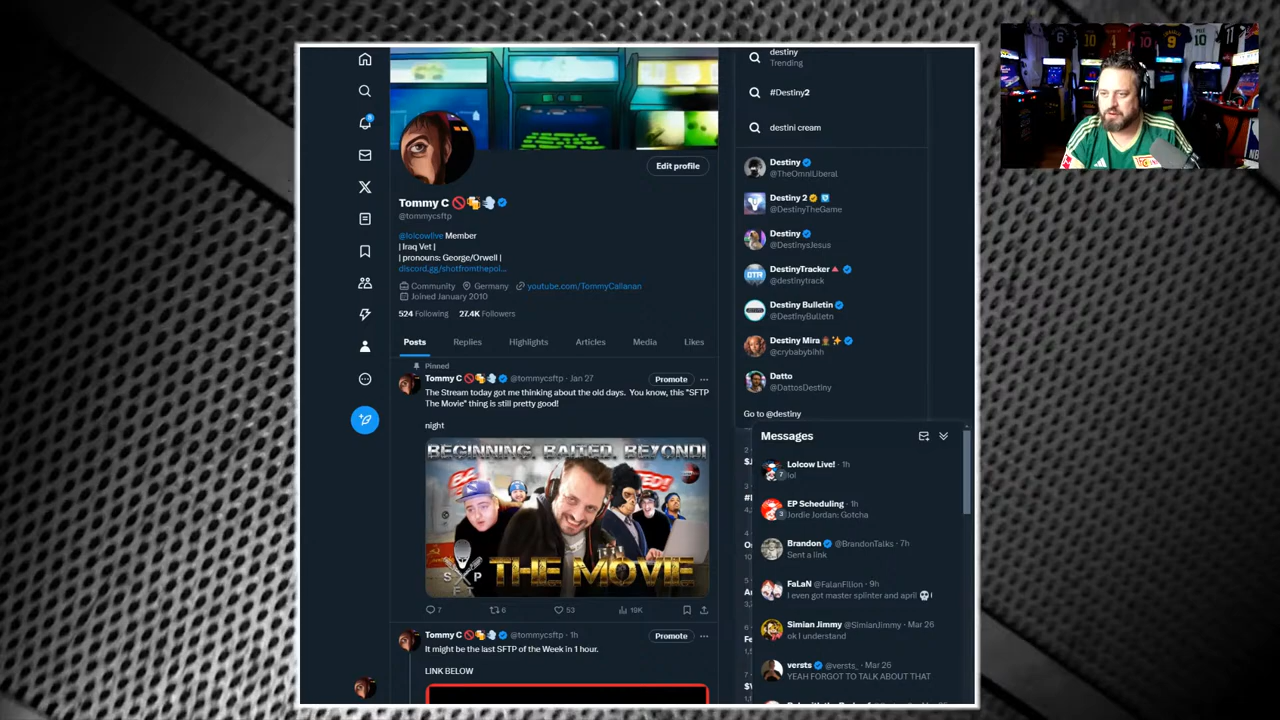 Edit profile
Tommy C
@tommycsftp
@lolcowlive Member
| Iraq Vet |
| pronouns: George/Orwell |
discord.gg/shotfromthepoi...
Community Germany youtube.com/TommyCallanan
Joined January 2010
524 Following 27.4K Followers
Posts Replies Highlights Articles Media Likes
Pinned
Tommy C @tommycsftp · Jan 27
Promote
The Stream today got me thinking about the old days. You know, this "SFTP
The Movie" thing is still pretty good!
night
BEGINNING. BAITED. BEYOND!
THE MOVIE
7 6 53 19K
Tommy C @tommycsftp · 1h
Promote
It might be the last SFTP of the Week in 1 hour.
LINK BELOW
destiny
Trending
#Destiny2
destini cream
Destiny
@TheOmniLiberal
Destiny 2
@DestinyTheGame
Destiny
@DestinysJesus
DestinyTracker
@destinytrack
Destiny Bulletin
@DestinyBulletn
Destiny Mira
@crybabybihh
Datto
@DattosDestiny
Go to @destiny
Messages
Lolcow Live! · 1h
lol
EP Scheduling · 1h
Jordie Jordan: Gotcha
Brandon @BrandonTalks · 7h
Sent a link
FaLaN @FalanFilion · 9h
I even got master splinter and april
Simian Jimmy @SimianJimmy · Mar 26
ok I understand
versts @versts_ · Mar 26
YEAH FORGOT TO TALK ABOUT THAT